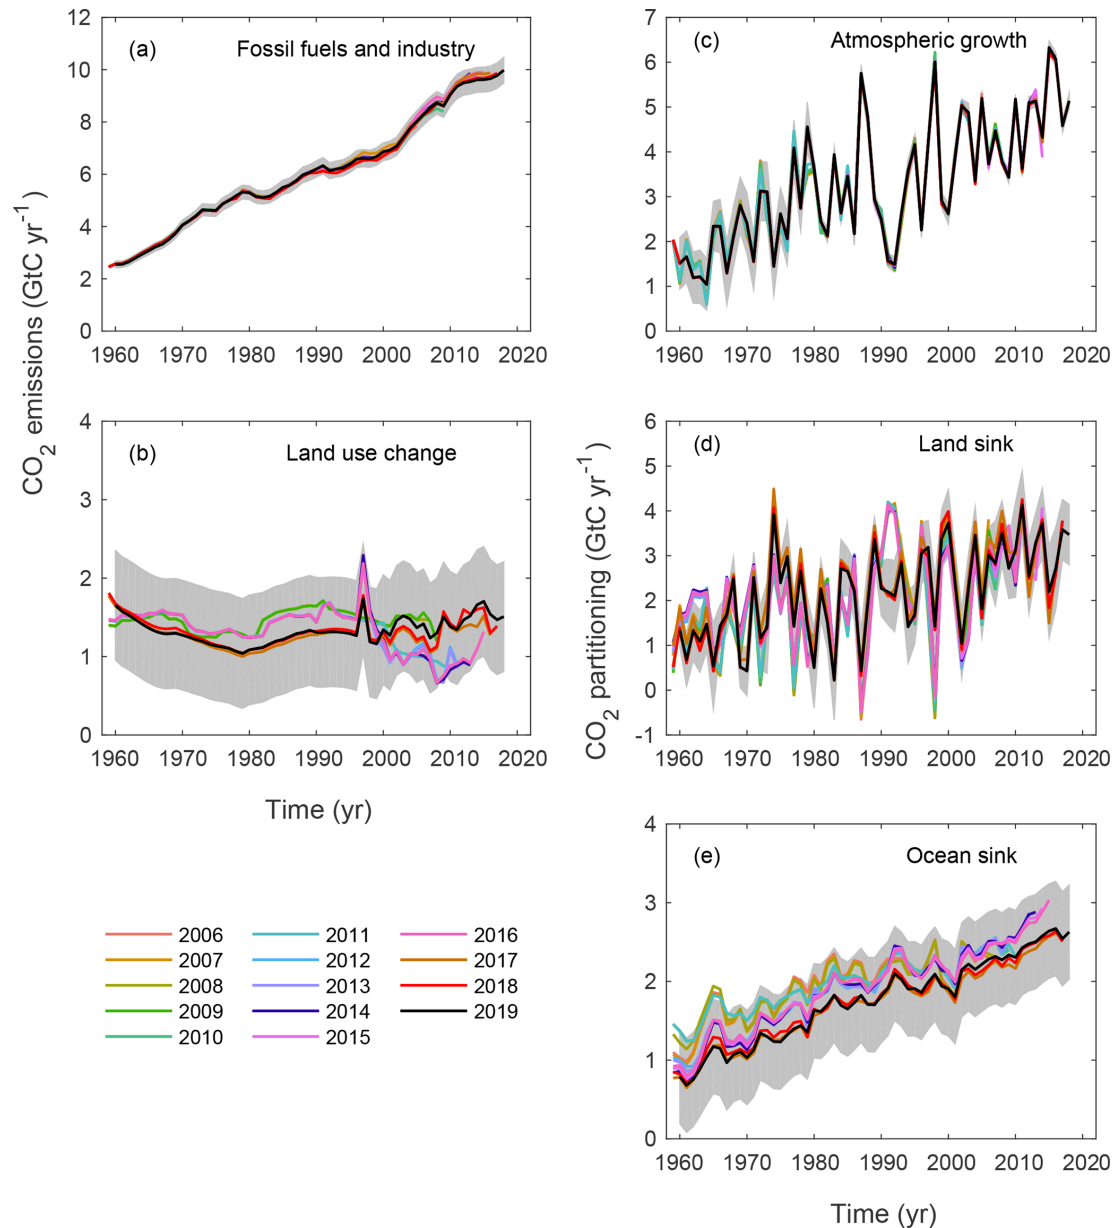 CO2 emissions (GtC yr-1)
(a) Fossil fuels and industry
12
10
8
6
4
2
0
1960 1970 1980 1990 2000 2010 2020
(b) Land use change
4
3
2
1
0
1960 1970 1980 1990 2000 2010 2020
Time (yr)
2006 2011 2016
2007 2012 2017
2008 2013 2018
2009 2014 2019
2010 2015
CO2 partitioning (GtC yr-1)
(c) Atmospheric growth
7
6
5
4
3
2
1
0
1960 1970 1980 1990 2000 2010 2020
(d) Land sink
6
5
4
3
2
1
0
-1
1960 1970 1980 1990 2000 2010 2020
(e) Ocean sink
4
3
2
1
0
1960 1970 1980 1990 2000 2010 2020
Time (yr)